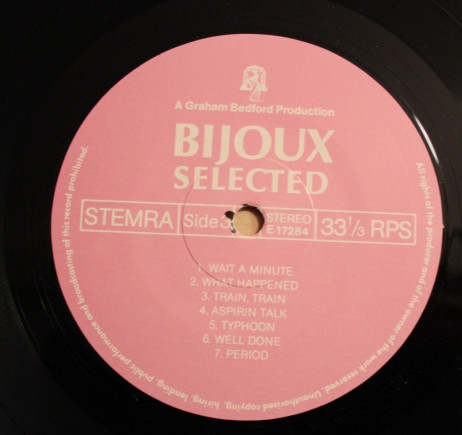 A Graham Bedford Production
BIJOUX
SELECTED
STEMRA Side 3 STEREO E 17284 33 1/3 RPS
1. WAIT A MINUTE
2. WHAT HAPPENED
3. TRAIN, TRAIN
4. ASPIRIN TALK
5. TYPHOON
6. WELL DONE
7. PERIOD
All rights of the producer and of the owner of the work reserved. Unauthorised copying, hiring, lending, public performance and broadcasting of this record prohibited.